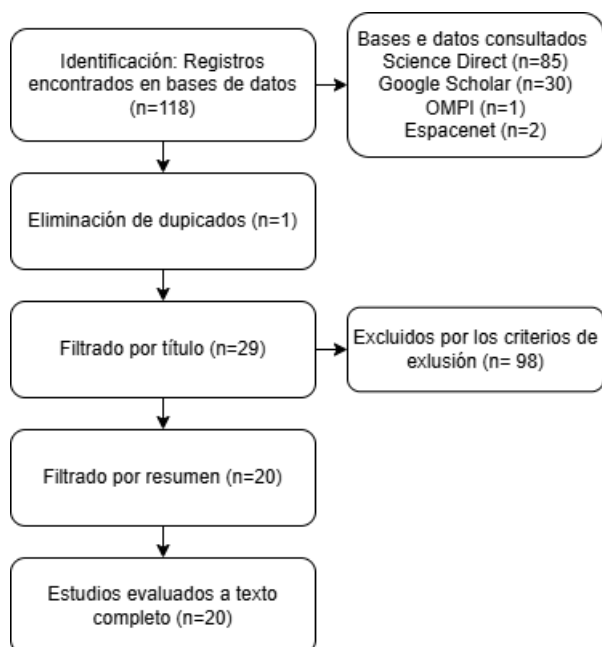 Identificación: Registros
encontrados en bases de datos
(n=118)
Bases e datos consultados
Science Direct (n=85)
Google Scholar (n=30)
OMPI (n=1)
Espacenet (n=2)
Eliminación de dupicados (n=1)
Filtrado por título (n=29)
Excluidos por los criterios de
exlusión (n= 98)
Filtrado por resumen (n=20)
Estudios evaluados a texto
completo (n=20)